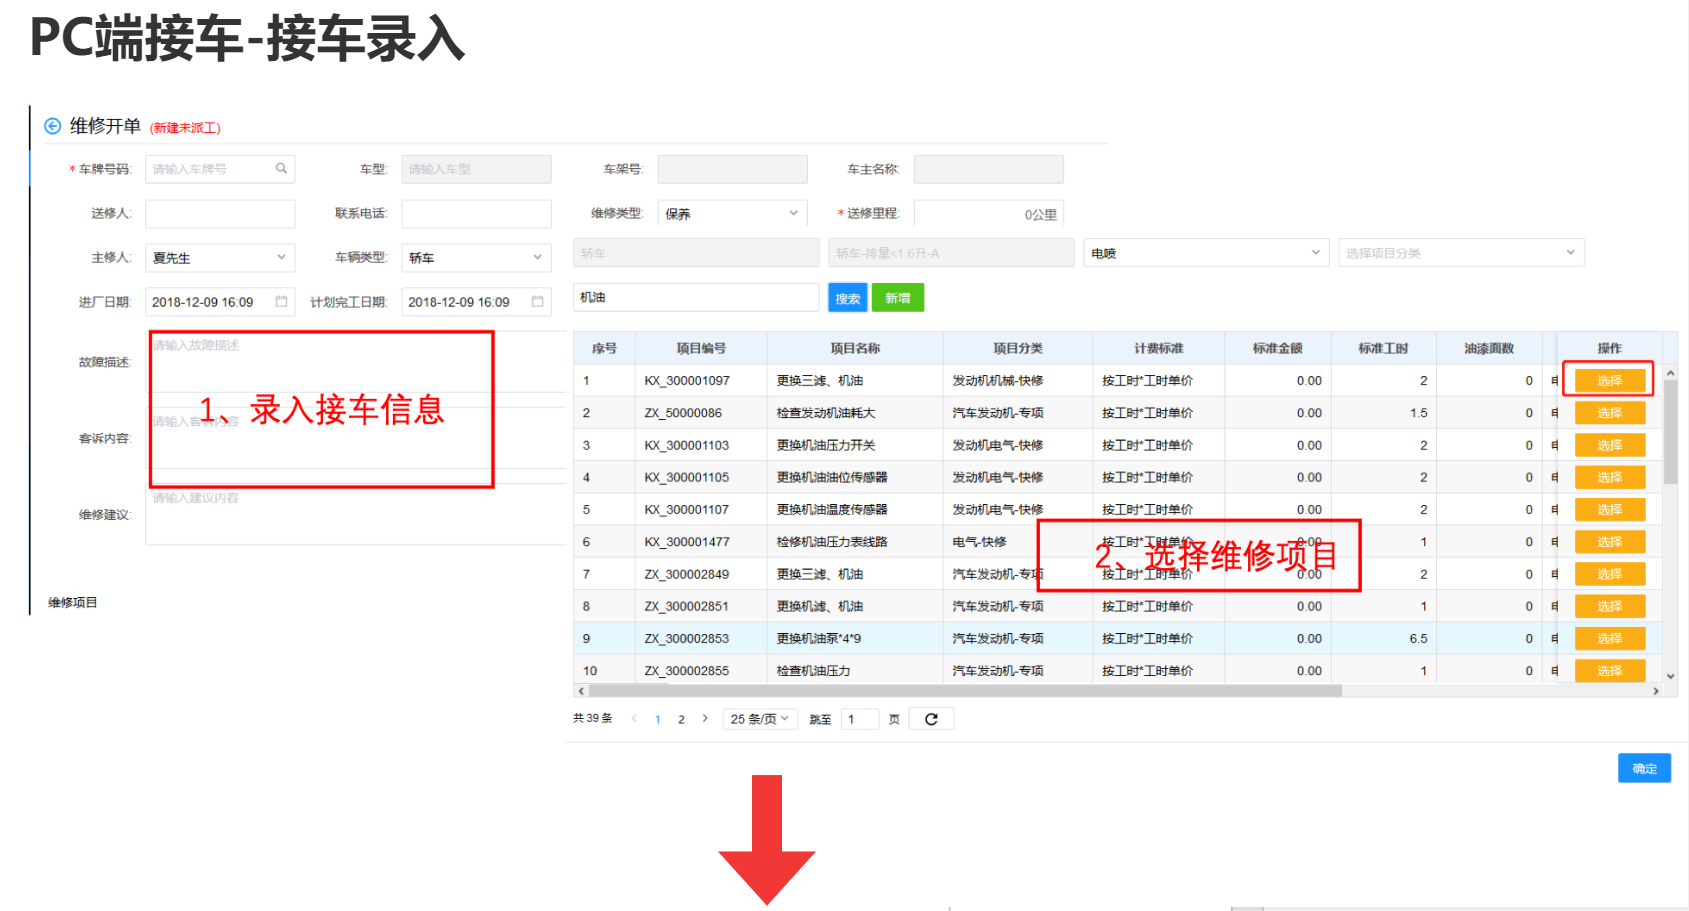 PC端接车-接车录入
维修开单 (新建未派工)
* 车牌号码: 请输入车牌号 车型: 请输入车型 车架号: 车主名称:
送修人: 联系电话: 维修类型: 保养 * 送修里程: 0公里
主修人: 夏先生 车辆类型: 轿车 轿车 轿车-排量<1.6升-A 电喷 选择项目分类
进厂日期: 2018-12-09 16:09 计划完工日期: 2018-12-09 16:09 机油 搜索 新增
故障描述: 请输入故障描述
客诉内容: 请输入客诉内容
1、录入接车信息
维修建议: 请输入建议内容
维修项目
序号 项目编号 项目名称 项目分类 计费标准 标准金额 标准工时 油漆面数 操作
1 KX_300001097 更换三滤、机油 发动机机械-快修 按工时*工时单价 0.00 2 0 选择
2 ZX_50000086 检查发动机油耗大 汽车发动机-专项 按工时*工时单价 0.00 1.5 0 选择
3 KX_300001103 更换机油压力开关 发动机电气-快修 按工时*工时单价 0.00 2 0 选择
4 KX_300001105 更换机油油位传感器 发动机电气-快修 按工时*工时单价 0.00 2 0 选择
5 KX_300001107 更换机油温度传感器 发动机电气-快修 按工时*工时单价 0.00 2 0 选择
6 KX_300001477 检修机油压力表线路 电气-快修 按工时*工时单价 0.00 1 0 选择
2、选择维修项目
7 ZX_300002849 更换三滤、机油 汽车发动机-专项 按工时*工时单价 0.00 2 0 选择
8 ZX_300002851 更换机滤、机油 汽车发动机-专项 按工时*工时单价 0.00 1 0 选择
9 ZX_300002853 更换机油泵*4*9 汽车发动机-专项 按工时*工时单价 0.00 6.5 0 选择
10 ZX_300002855 检查机油压力 汽车发动机-专项 按工时*工时单价 0.00 1 0 选择
共 39 条 < 1 2 > 25 条/页 跳至 1 页
确定